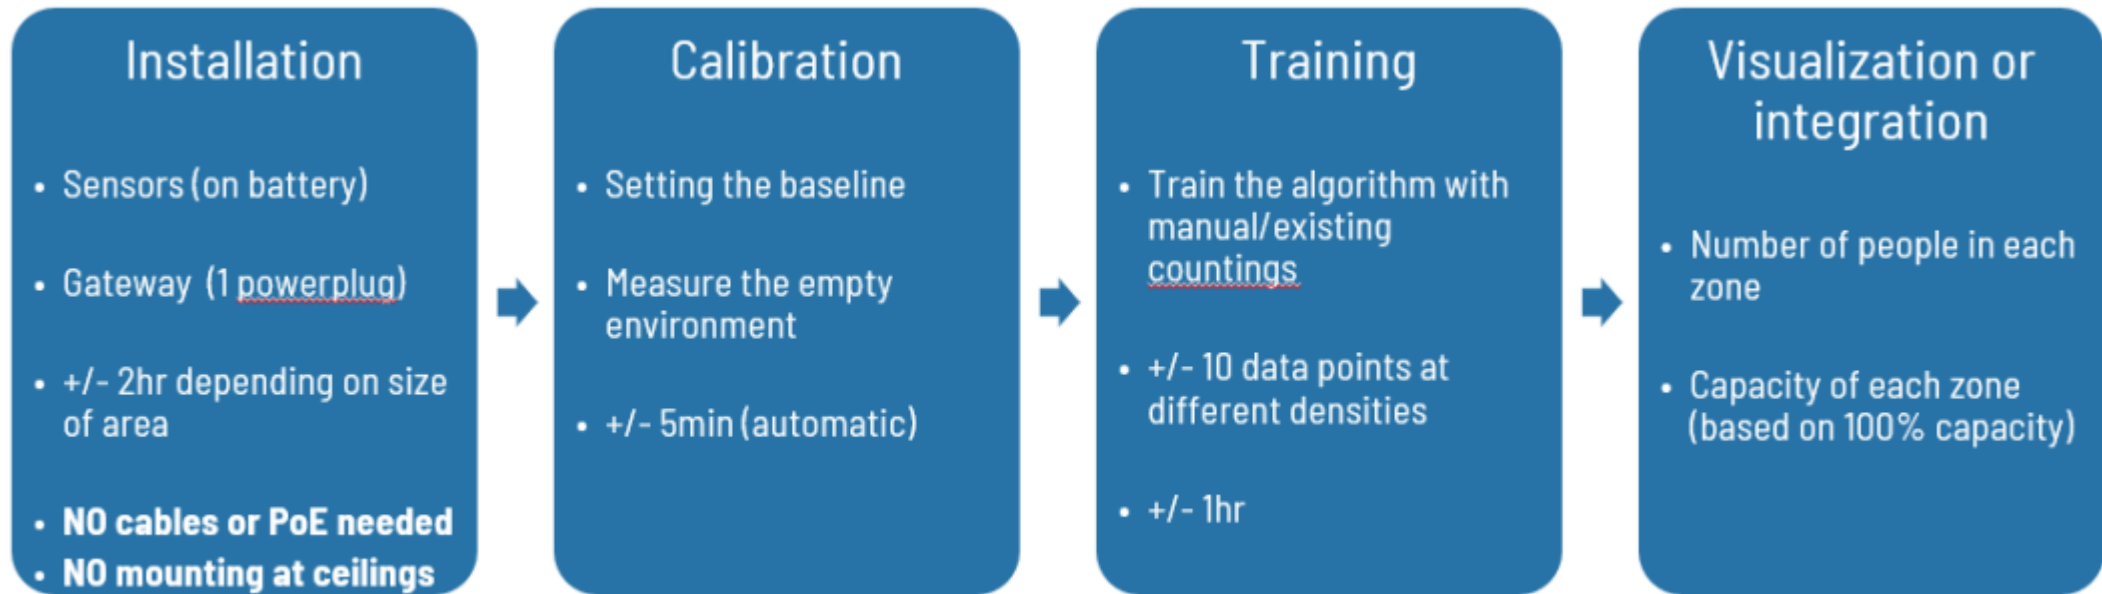 Installation
• Sensors (on battery)
• Gateway (1 powerplug)
• +/- 2hr depending on size
of area
• NO cables or PoE needed
• NO mounting at ceilings
Calibration
• Setting the baseline
• Measure the empty
environment
• +/- 5min (automatic)
Training
• Train the algorithm with
manual/existing
countings
• +/- 10 data points at
different densities
• +/- 1hr
Visualization or
integration
• Number of people in each
zone
• Capacity of each zone
(based on 100% capacity)